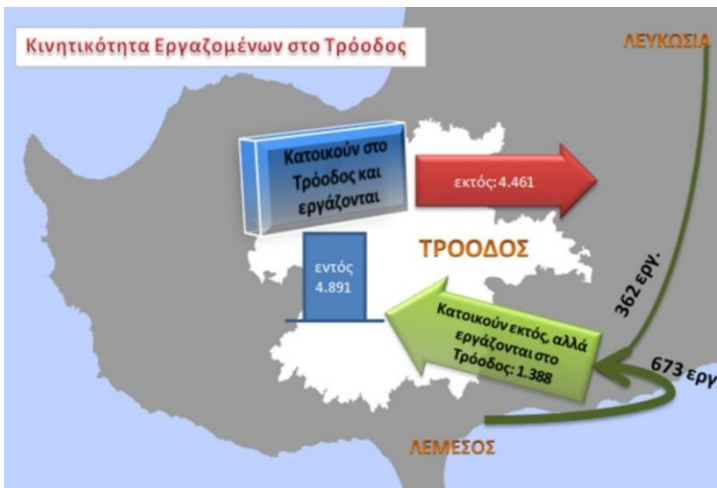 Κινητικότητα Εργαζομένων στο Τρόοδος
ΛΕΥΚΩΣΙΑ
Κατοικούν στο
Τρόοδος και
εργάζονται
εκτός: 4.461
ΤΡΟΟΔΟΣ
εντός
4.891
Κατοικούν εκτός, αλλά
εργάζονται στο
Τρόοδος: 1.388
362 εργ.
673 εργ
ΛΕΜΕΣΟΣ